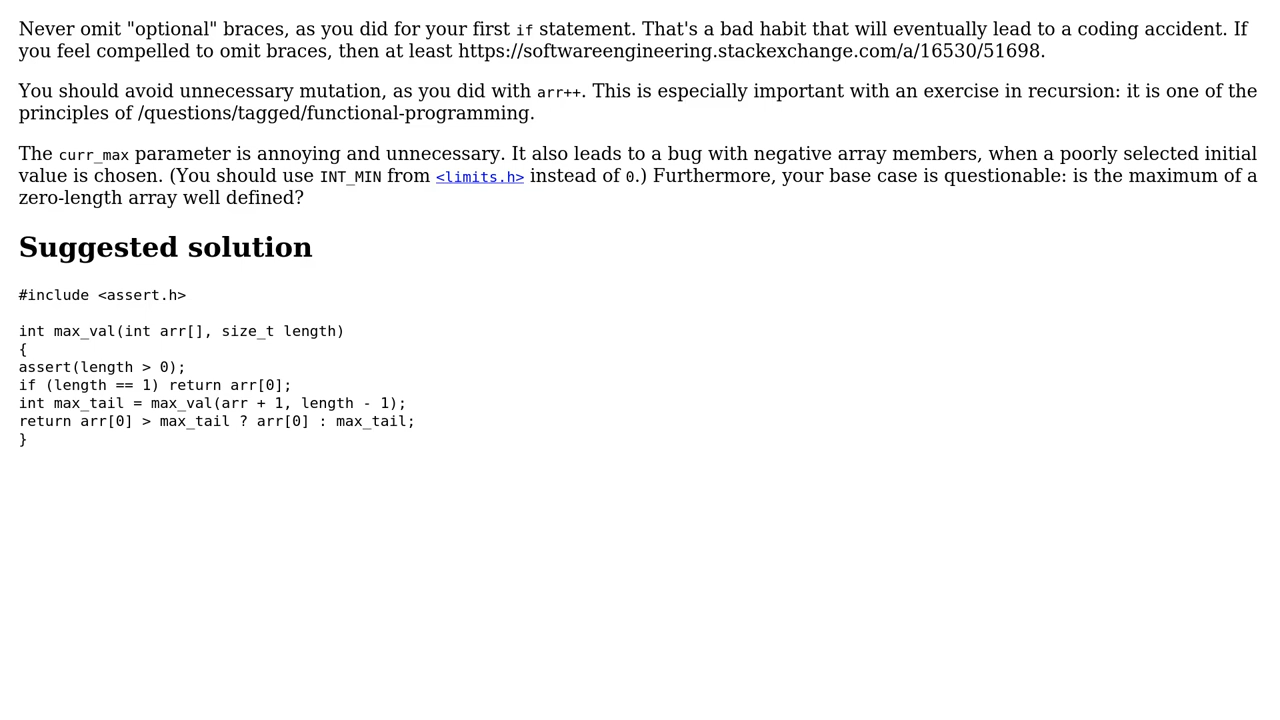 Never omit "optional" braces, as you did for your first if statement. That's a bad habit that will eventually lead to a coding accident. If
you feel compelled to omit braces, then at least https://softwareengineering.stackexchange.com/a/16530/51698.
You should avoid unnecessary mutation, as you did with arr++. This is especially important with an exercise in recursion: it is one of the
principles of /questions/tagged/functional-programming.
The curr_max parameter is annoying and unnecessary. It also leads to a bug with negative array members, when a poorly selected initial
value is chosen. (You should use INT_MIN from <limits.h> instead of 0.) Furthermore, your base case is questionable: is the maximum of a
zero-length array well defined?
Suggested solution
#include <assert.h>
int max_val(int arr[], size_t length)
{
assert(length > 0);
if (length == 1) return arr[0];
int max_tail = max_val(arr + 1, length - 1);
return arr[0] > max_tail ? arr[0] : max_tail;
}